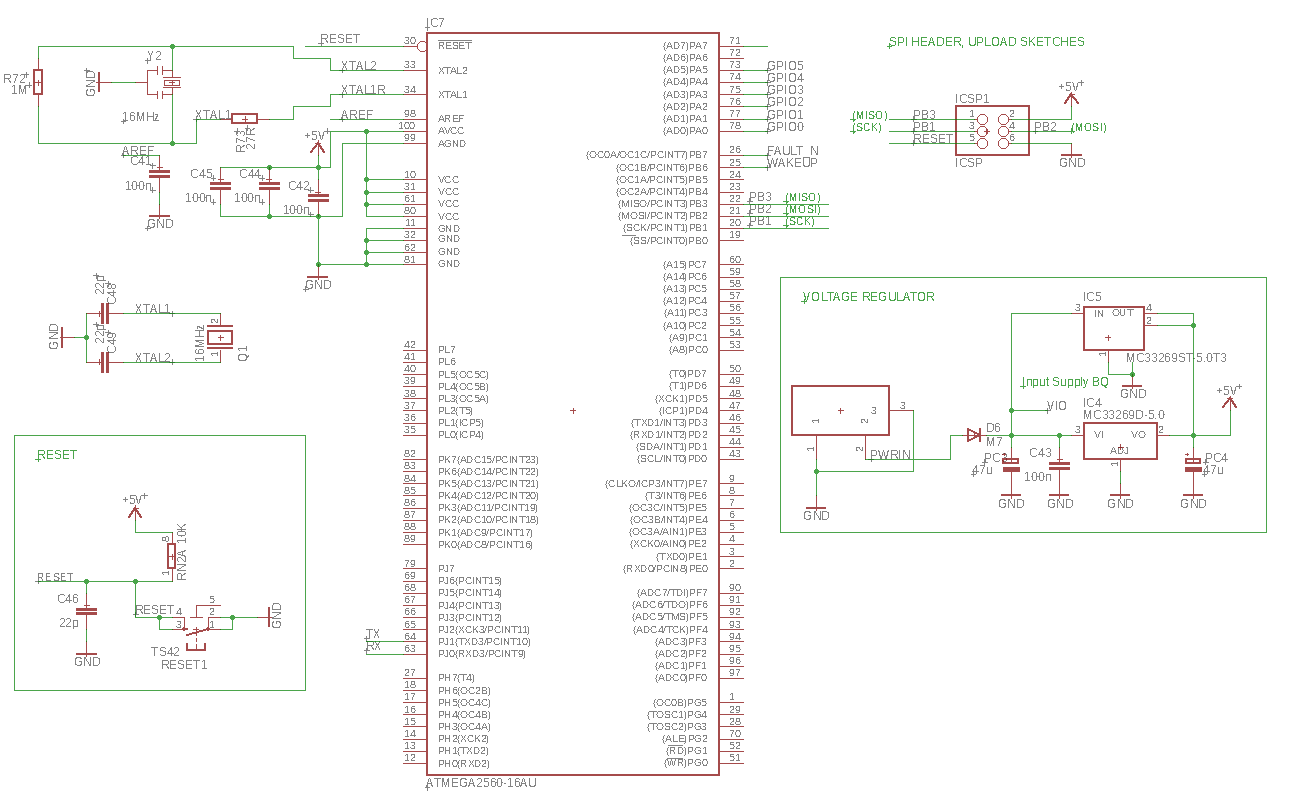 IC7
RESET
30
RESET
33
XTAL2
XTAL2
34
XTAL1R
XTAL1
98
AREF
AREF
100
AVCC
99
AGND
10
VCC
31
VCC
61
VCC
80
VCC
11
GND
32
GND
62
GND
81
GND
42
PL7
41
PL6
40
PL5(OC5C)
39
PL4(OC5B)
38
PL3(OC5A)
37
PL2(T5)
36
PL1(ICP5)
35
PL0(ICP4)
82
PK7(ADC15/PCINT23)
83
PK6(ADC14/PCINT22)
84
PK5(ADC13/PCINT21)
85
PK4(ADC12/PCINT20)
86
PK3(ADC11/PCINT19)
87
PK2(ADC10/PCINT18)
88
PK1(ADC9/PCINT17)
89
PK0(ADC8/PCINT16)
79
PJ7
69
PJ6(PCINT15)
68
PJ5(PCINT14)
67
PJ4(PCINT13)
66
PJ3(PCINT12)
65
PJ2(XCK3/PCINT11)
TX
64
PJ1(TXD3/PCINT10)
RX
63
PJ0(RXD3/PCINT9)
27
PH7(T4)
18
PH6(OC2B)
17
PH5(OC4C)
16
PH4(OC4B)
15
PH3(OC4A)
14
PH2(XCK2)
13
PH1(TXD2)
12
PH0(RXD2)
ATMEGA2560-16AU
(AD7)PA7
71
(AD6)PA6
72
(AD5)PA5
73
GPIO5
(AD4)PA4
74
GPIO4
(AD3)PA3
75
GPIO3
(AD2)PA2
76
GPIO2
(AD1)PA1
77
GPIO1
(AD0)PA0
78
GPIO0
(OC0A/OC1C/PCINT7)PB7
26
FAULT_N
(OC1B/PCINT6)PB6
25
WAKEUP
(OC1A/PCINT5)PB5
24
(OC2A/PCINT4)PB4
23
(MISO/PCINT3)PB3
22
PB3 (MISO)
(MOSI/PCINT2)PB2
21
PB2 (MOSI)
(SCK/PCINT1)PB1
20
PB1 (SCK)
(SS/PCINT0)PB0
19
(A15)PC7
60
(A14)PC6
59
(A13)PC5
58
(A12)PC4
57
(A11)PC3
56
(A10)PC2
55
(A9)PC1
54
(A8)PC0
53
(T0)PD7
50
(T1)PD6
49
(XCK1)PD5
48
(ICP1)PD4
47
(TXD1/INT3)PD3
46
(RXD1/INT2)PD2
45
(SDA/INT1)PD1
44
(SCL/INT0)PD0
43
(CLKO/ICP3/INT7)PE7
9
(T3/INT6)PE6
8
(OC3C/INT5)PE5
7
(OC3B/INT4)PE4
6
(OC3A/AIN1)PE3
5
(XCK0/AIN0)PE2
4
(TXD0)PE1
3
(RXD0/PCIN8)PE0
2
(ADC7/TDI)PF7
90
(ADC6/TDO)PF6
91
(ADC5/TMS)PF5
92
(ADC4/TCK)PF4
93
(ADC3)PF3
94
(ADC2)PF2
95
(ADC1)PF1
96
(ADC0)PF0
97
(OC0B)PG5
1
(TOSC1)PG4
29
(TOSC2)PG3
28
(ALE)PG2
70
(RD)PG1
52
(WR)PG0
51
Y2
R72
1M
GND
16MHz
XTAL1
R73
27R
AREF
C41
100n
GND
+5V
C45
100n
C44
100n
C42
100n
GND
22p
C48
22p
C49
XTAL1
XTAL2
GND
16MHz
2
1
Q1
RESET
+5V
8
1
RN2A 10K
RESET
C46
22p
GND
RESET
4
3
5
2
1
GND
TS42
RESET1
SPI HEADER, UPLOAD SKETCHES
+5V
ICSP1
(MISO)
PB3
1
2
(SCK)
PB1
3
4
PB2
(MOSI)
RESET
5
6
ICSP
GND
VOLTAGE REGULATOR
IC5
3
IN
OUT
4
2
1
MC33269ST-5.0T3
GND
Input Supply BQ
VIO
IC4
MC33269D-5.0
+5V
3
VI
VO
2
ADJ
1
3
3
1
2
1
2
PWRIN
GND
D6
M7
47u
GND
C43
100n
GND
GND
PC4
47u
GND